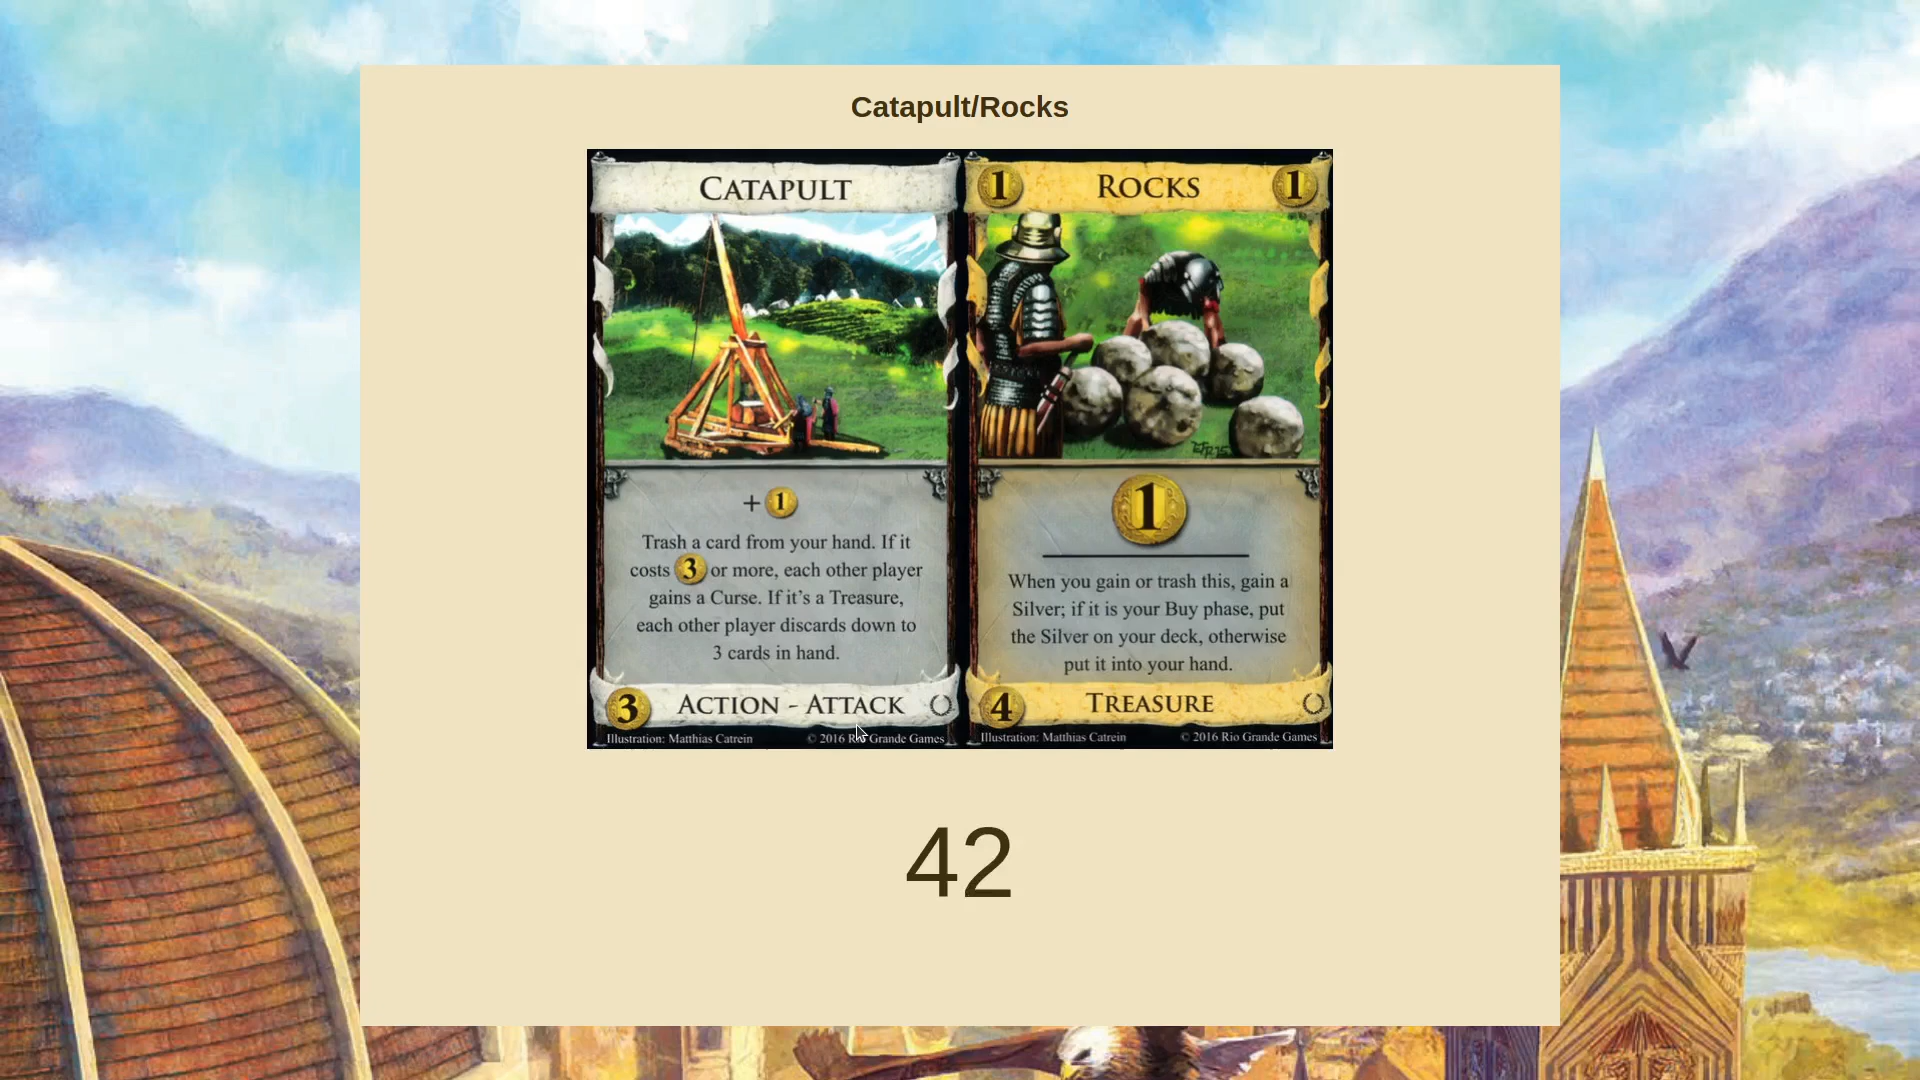 Catapult/Rocks
CATAPULT
+1
Trash a card from your hand. If it
costs 3 or more, each other player
gains a Curse. If it's a Treasure,
each other player discards down to
3 cards in hand.
3 ACTION - ATTACK
Illustration: Matthias Catrein © 2016 Rio Grande Games
1 ROCKS 1
1
When you gain or trash this, gain a
Silver; if it is your Buy phase, put
the Silver on your deck, otherwise
put it into your hand.
4 TREASURE
Illustration: Matthias Catrein © 2016 Rio Grande Games
42